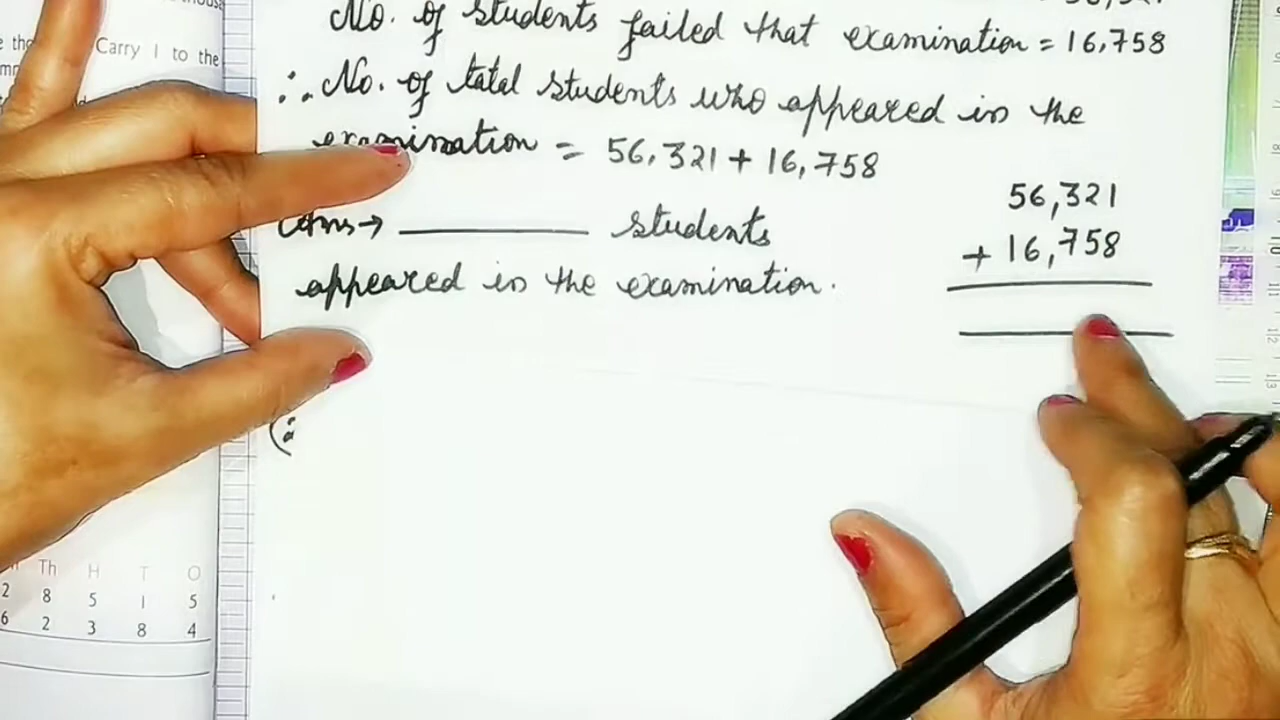 No. of students failed that examination = 16,758
∴ No. of total students who appeared in the
examination = 56,321 + 16,758
Ans → ________ students
appeared in the examination.
56,321
+ 16,758
Carry 1 to the
Th H T O
2 8 5 1 5
6 2 3 8 4